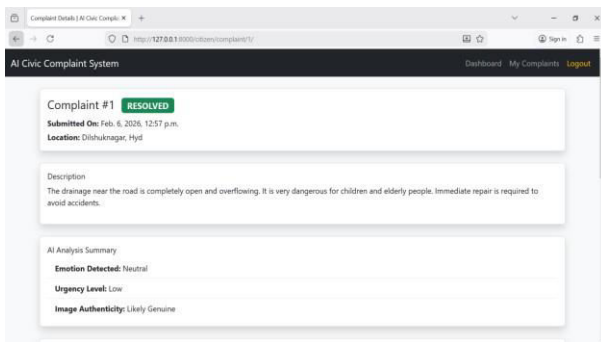 Complaint Details | AI Civic Compla
http://127.0.0.1:8000/citizen/complaint/1/
Sign in
AI Civic Complaint System
Dashboard My Complaints Logout
Complaint #1 RESOLVED
Submitted On: Feb. 6, 2026, 12:57 p.m.
Location: Dilshuknagar, Hyd
Description
The drainage near the road is completely open and overflowing. It is very dangerous for children and elderly people. Immediate repair is required to
avoid accidents.
AI Analysis Summary
Emotion Detected: Neutral
Urgency Level: Low
Image Authenticity: Likely Genuine